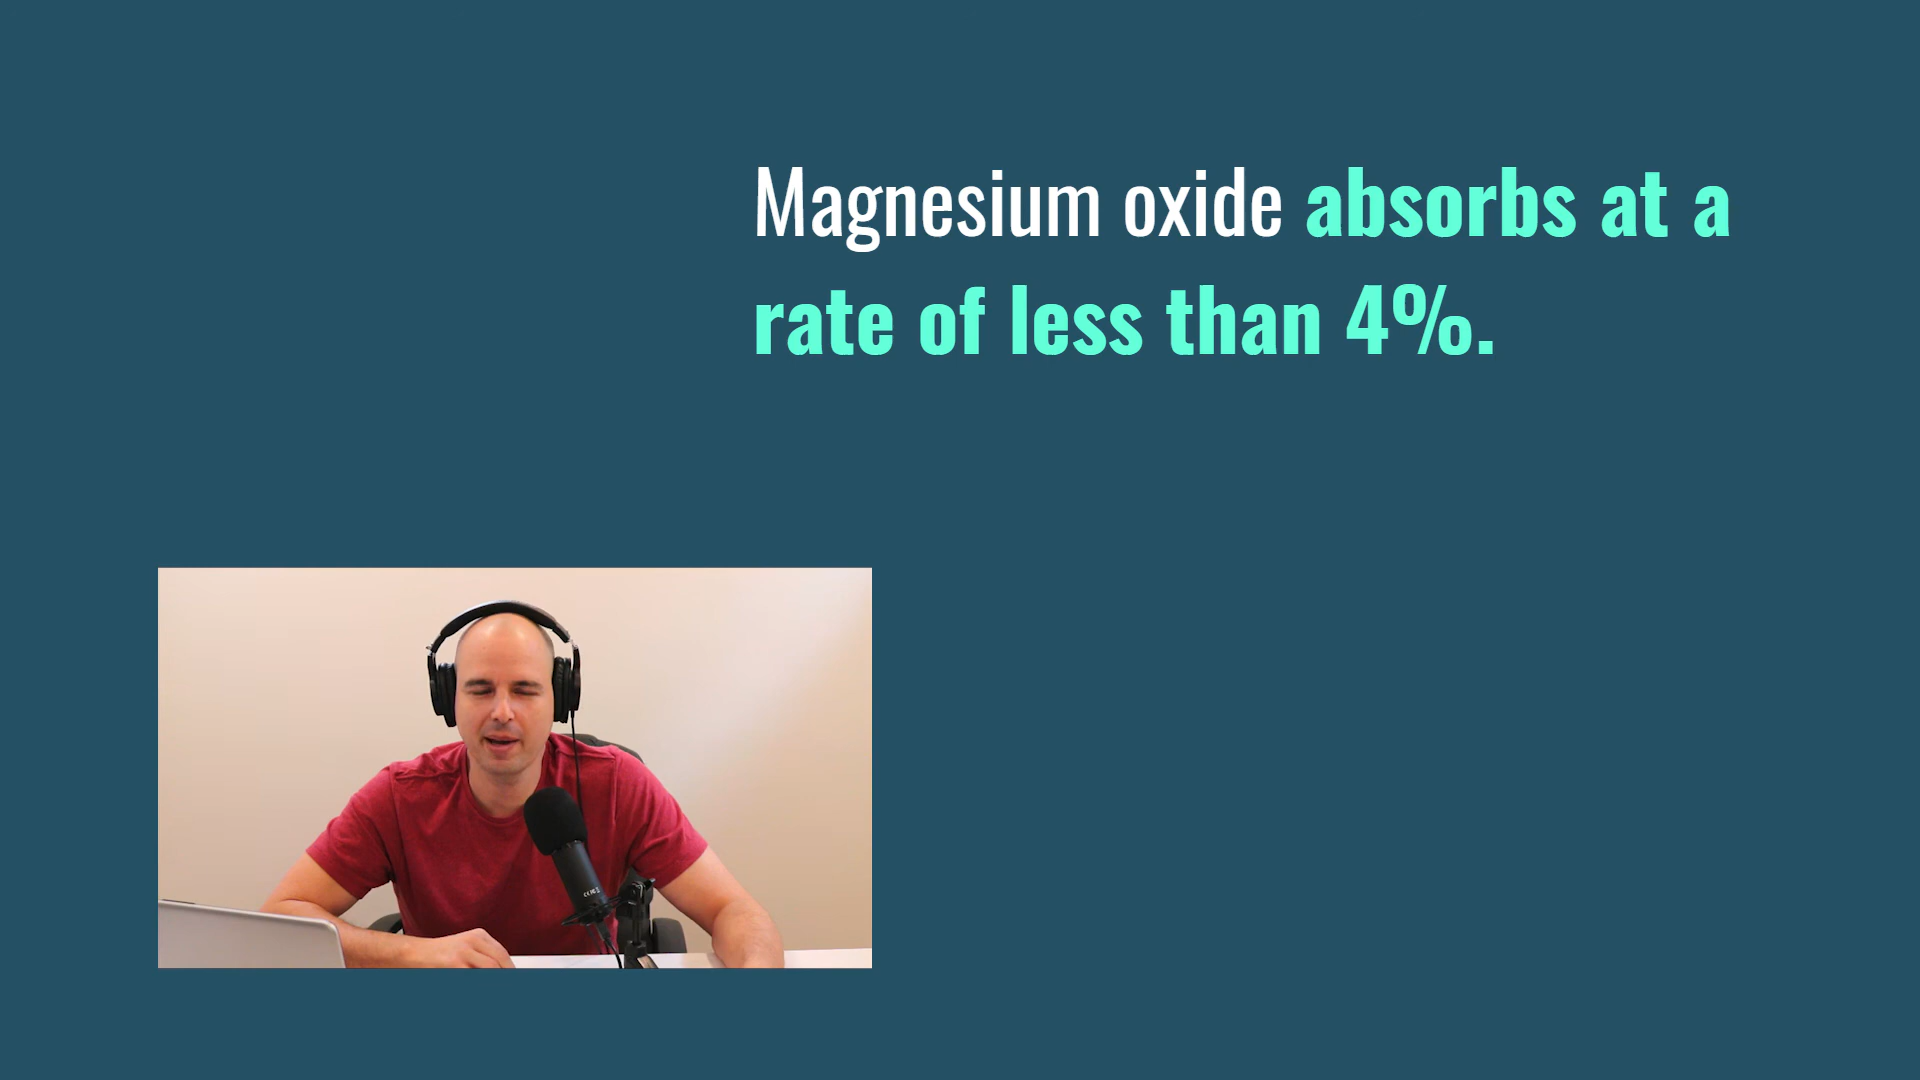 Magnesium oxide absorbs at a
rate of less than 4%.